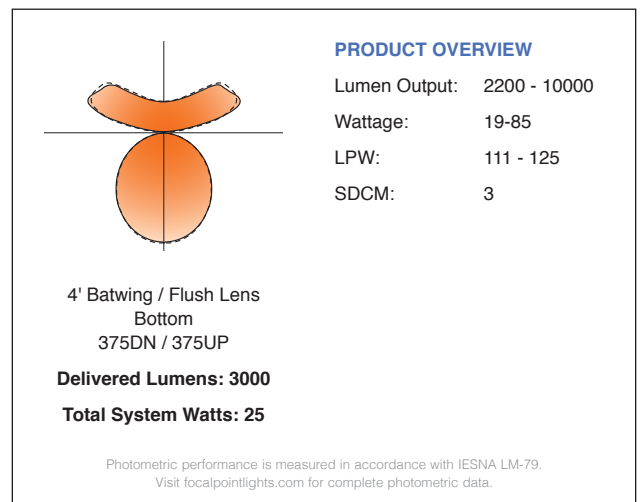 PRODUCT OVERVIEW
Lumen Output: 2200 - 10000
Wattage: 19-85
LPW: 111 - 125
SDCM: 3
4' Batwing / Flush Lens
Bottom
375DN / 375UP
Delivered Lumens: 3000
Total System Watts: 25
Photometric performance is measured in accordance with IESNA LM-79.
Visit focalpointlights.com for complete photometric data.